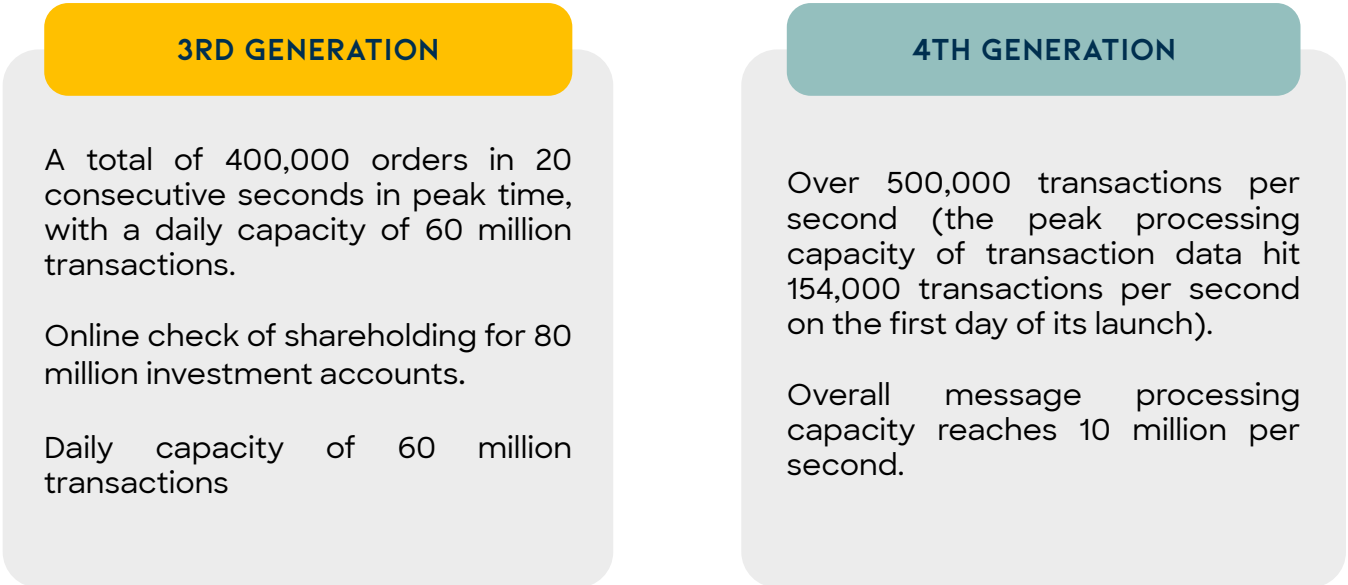 3RD GENERATION
A total of 400,000 orders in 20
consecutive seconds in peak time,
with a daily capacity of 60 million
transactions.
Online check of shareholding for 80
million investment accounts.
Daily capacity of 60 million
transactions
4TH GENERATION
Over 500,000 transactions per
second (the peak processing
capacity of transaction data hit
154,000 transactions per second
on the first day of its launch).
Overall message processing
capacity reaches 10 million per
second.